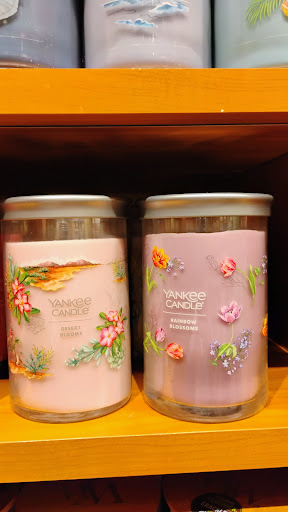 YANKEE
CANDLE
DESERT
BLOOMS
YANKEE
CANDLE
RAINBOW
BLOSSOMS